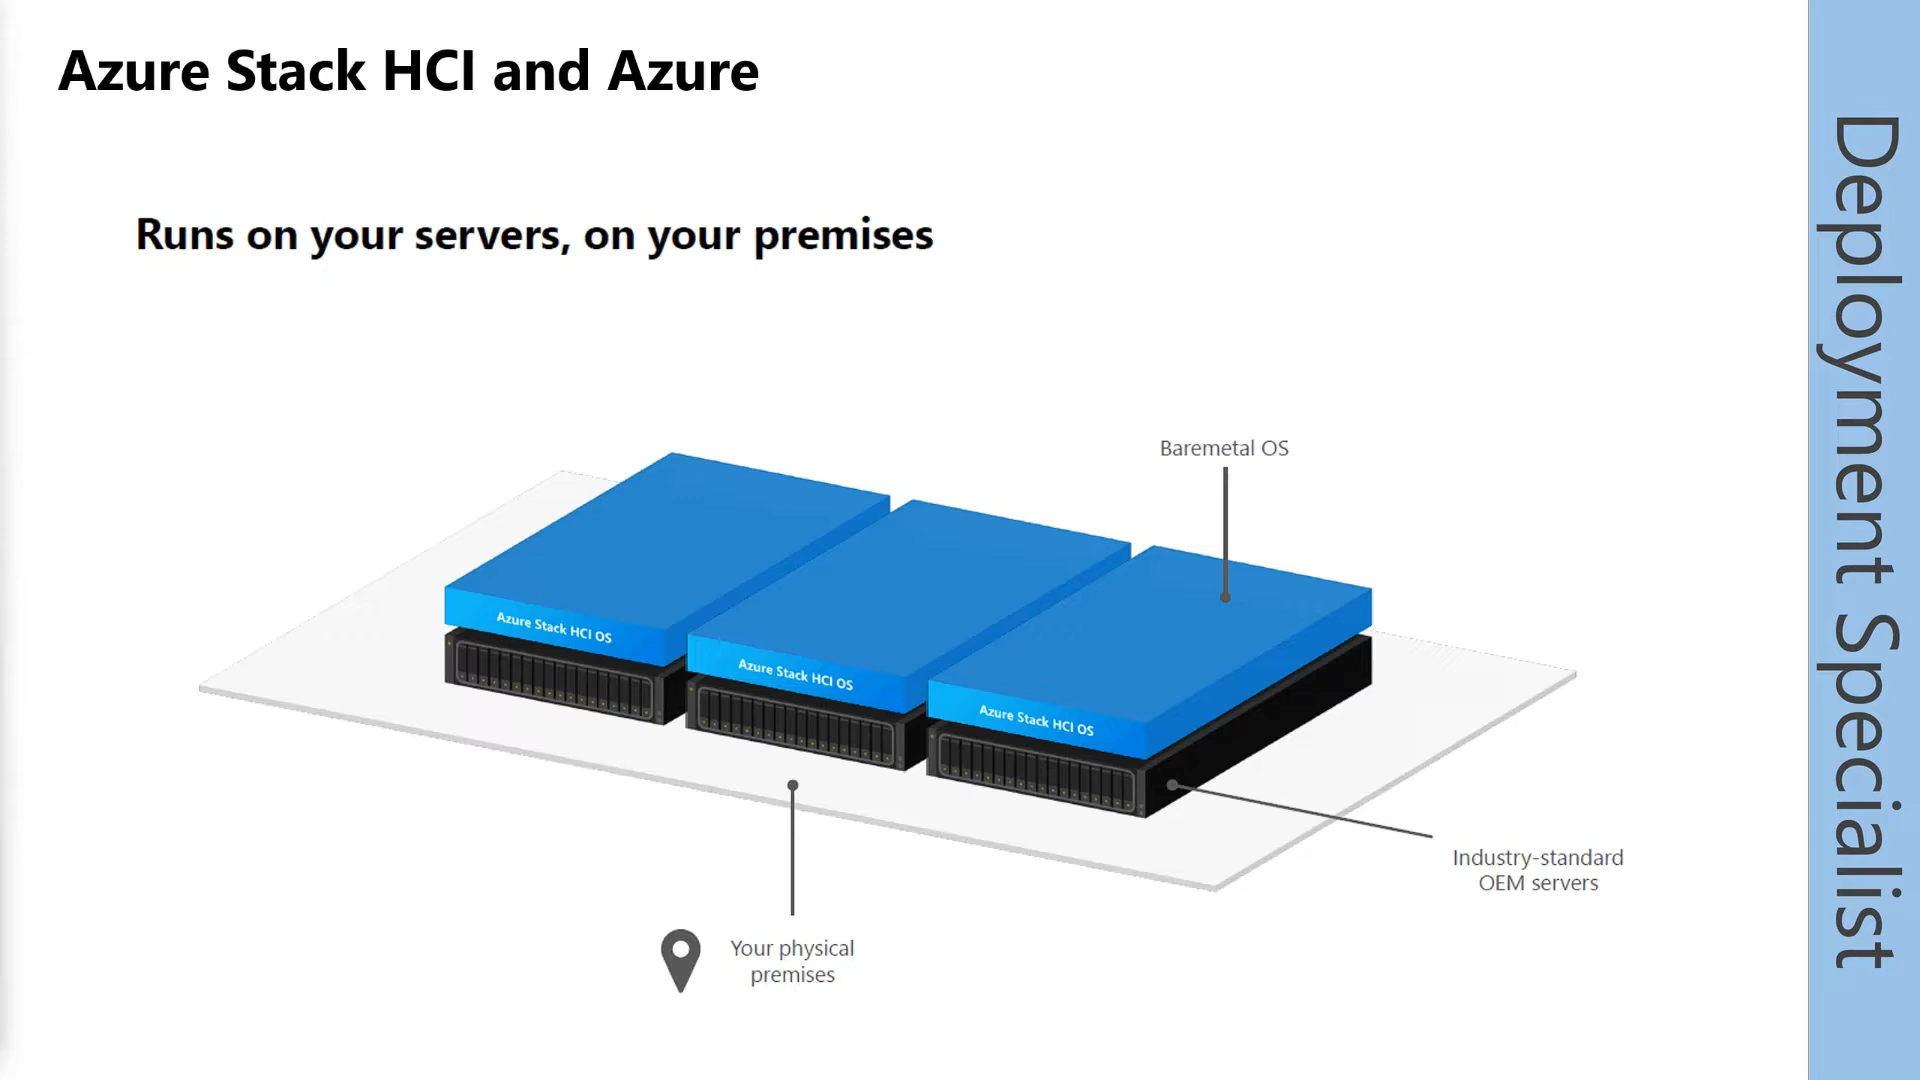 Azure Stack HCI and Azure
Runs on your servers, on your premises
Baremetal OS
Azure Stack HCI OS
Azure Stack HCI OS
Azure Stack HCI OS
Industry-standard
OEM servers
Your physical
premises
Deployment Specialist